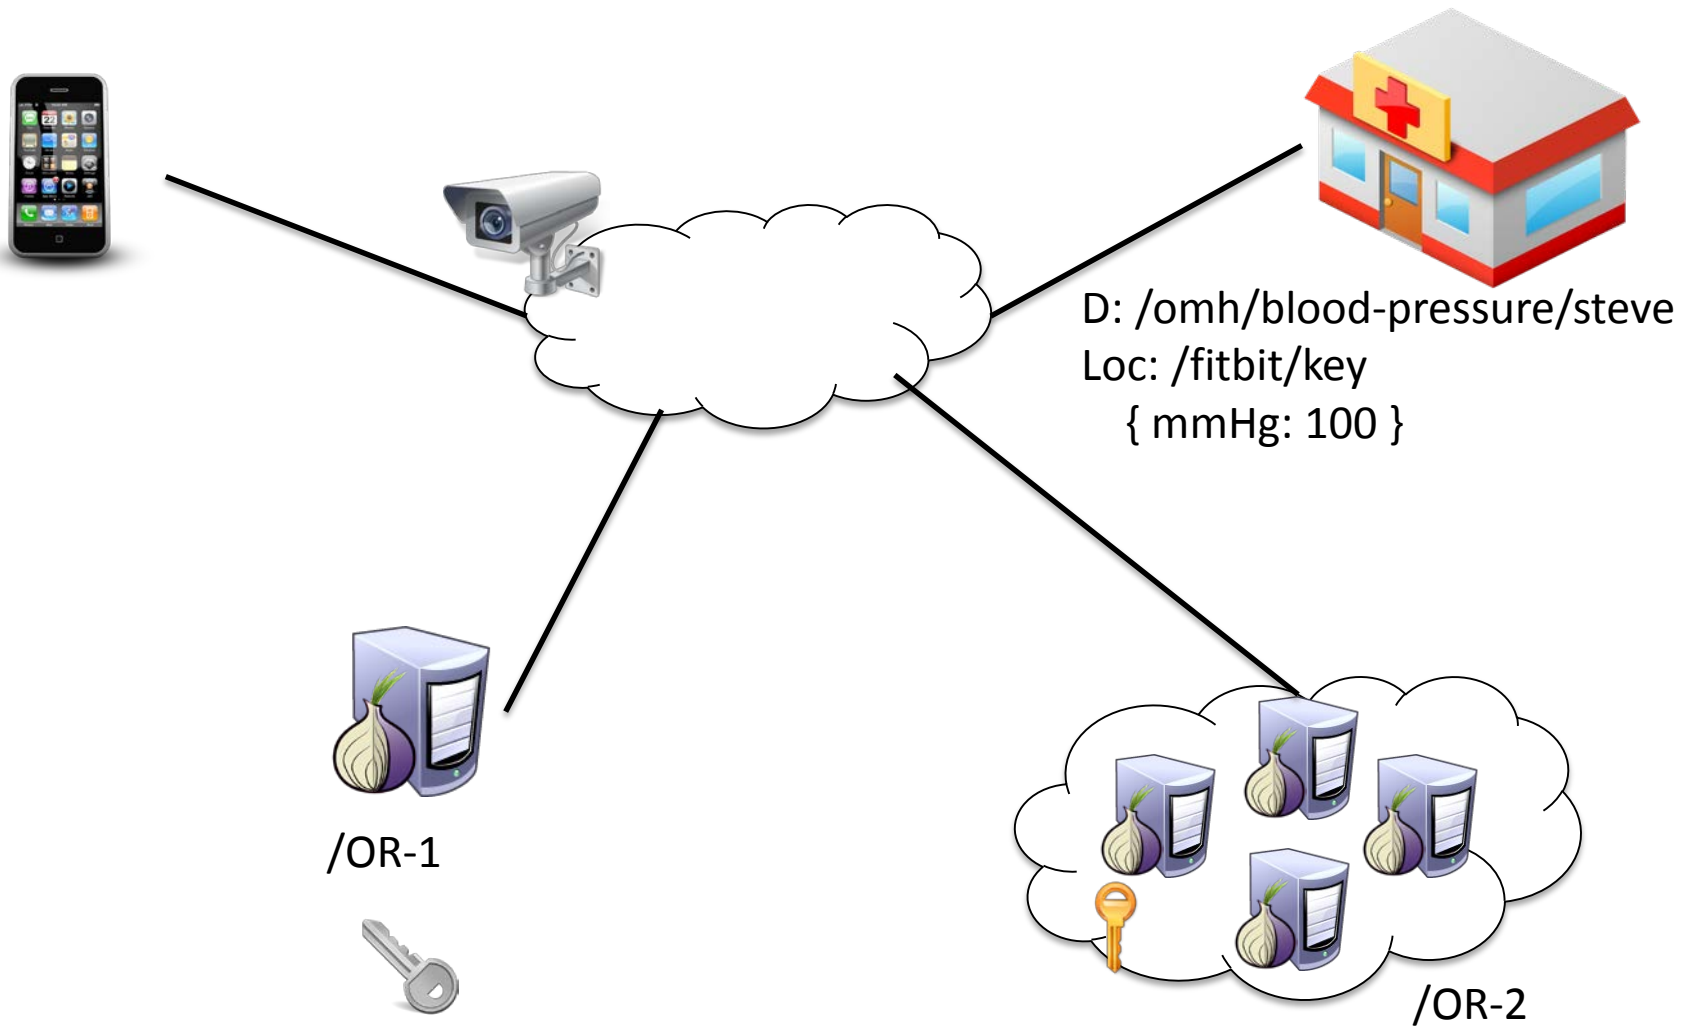 D: /omh/blood-pressure/steve
Loc: /fitbit/key
{ mmHg: 100 }
/OR-1
/OR-2